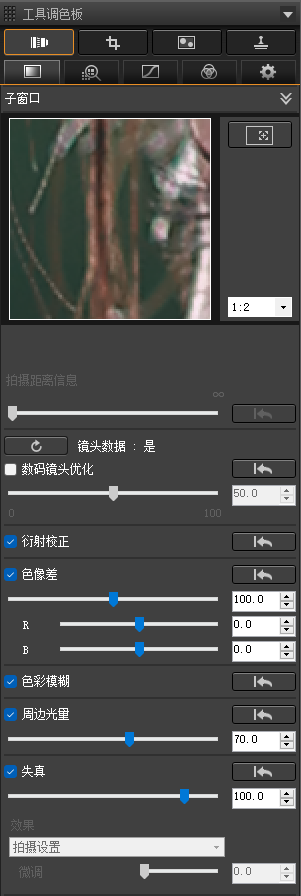 工具调色板
子窗口
1:2
拍摄距离信息
∞
镜头数据 : 是
数码镜头优化
50.0
0 100
衍射校正
色像差
100.0
R 0.0
B 0.0
色彩模糊
周边光量
70.0
失真
100.0
效果
拍摄设置
微调 0.0